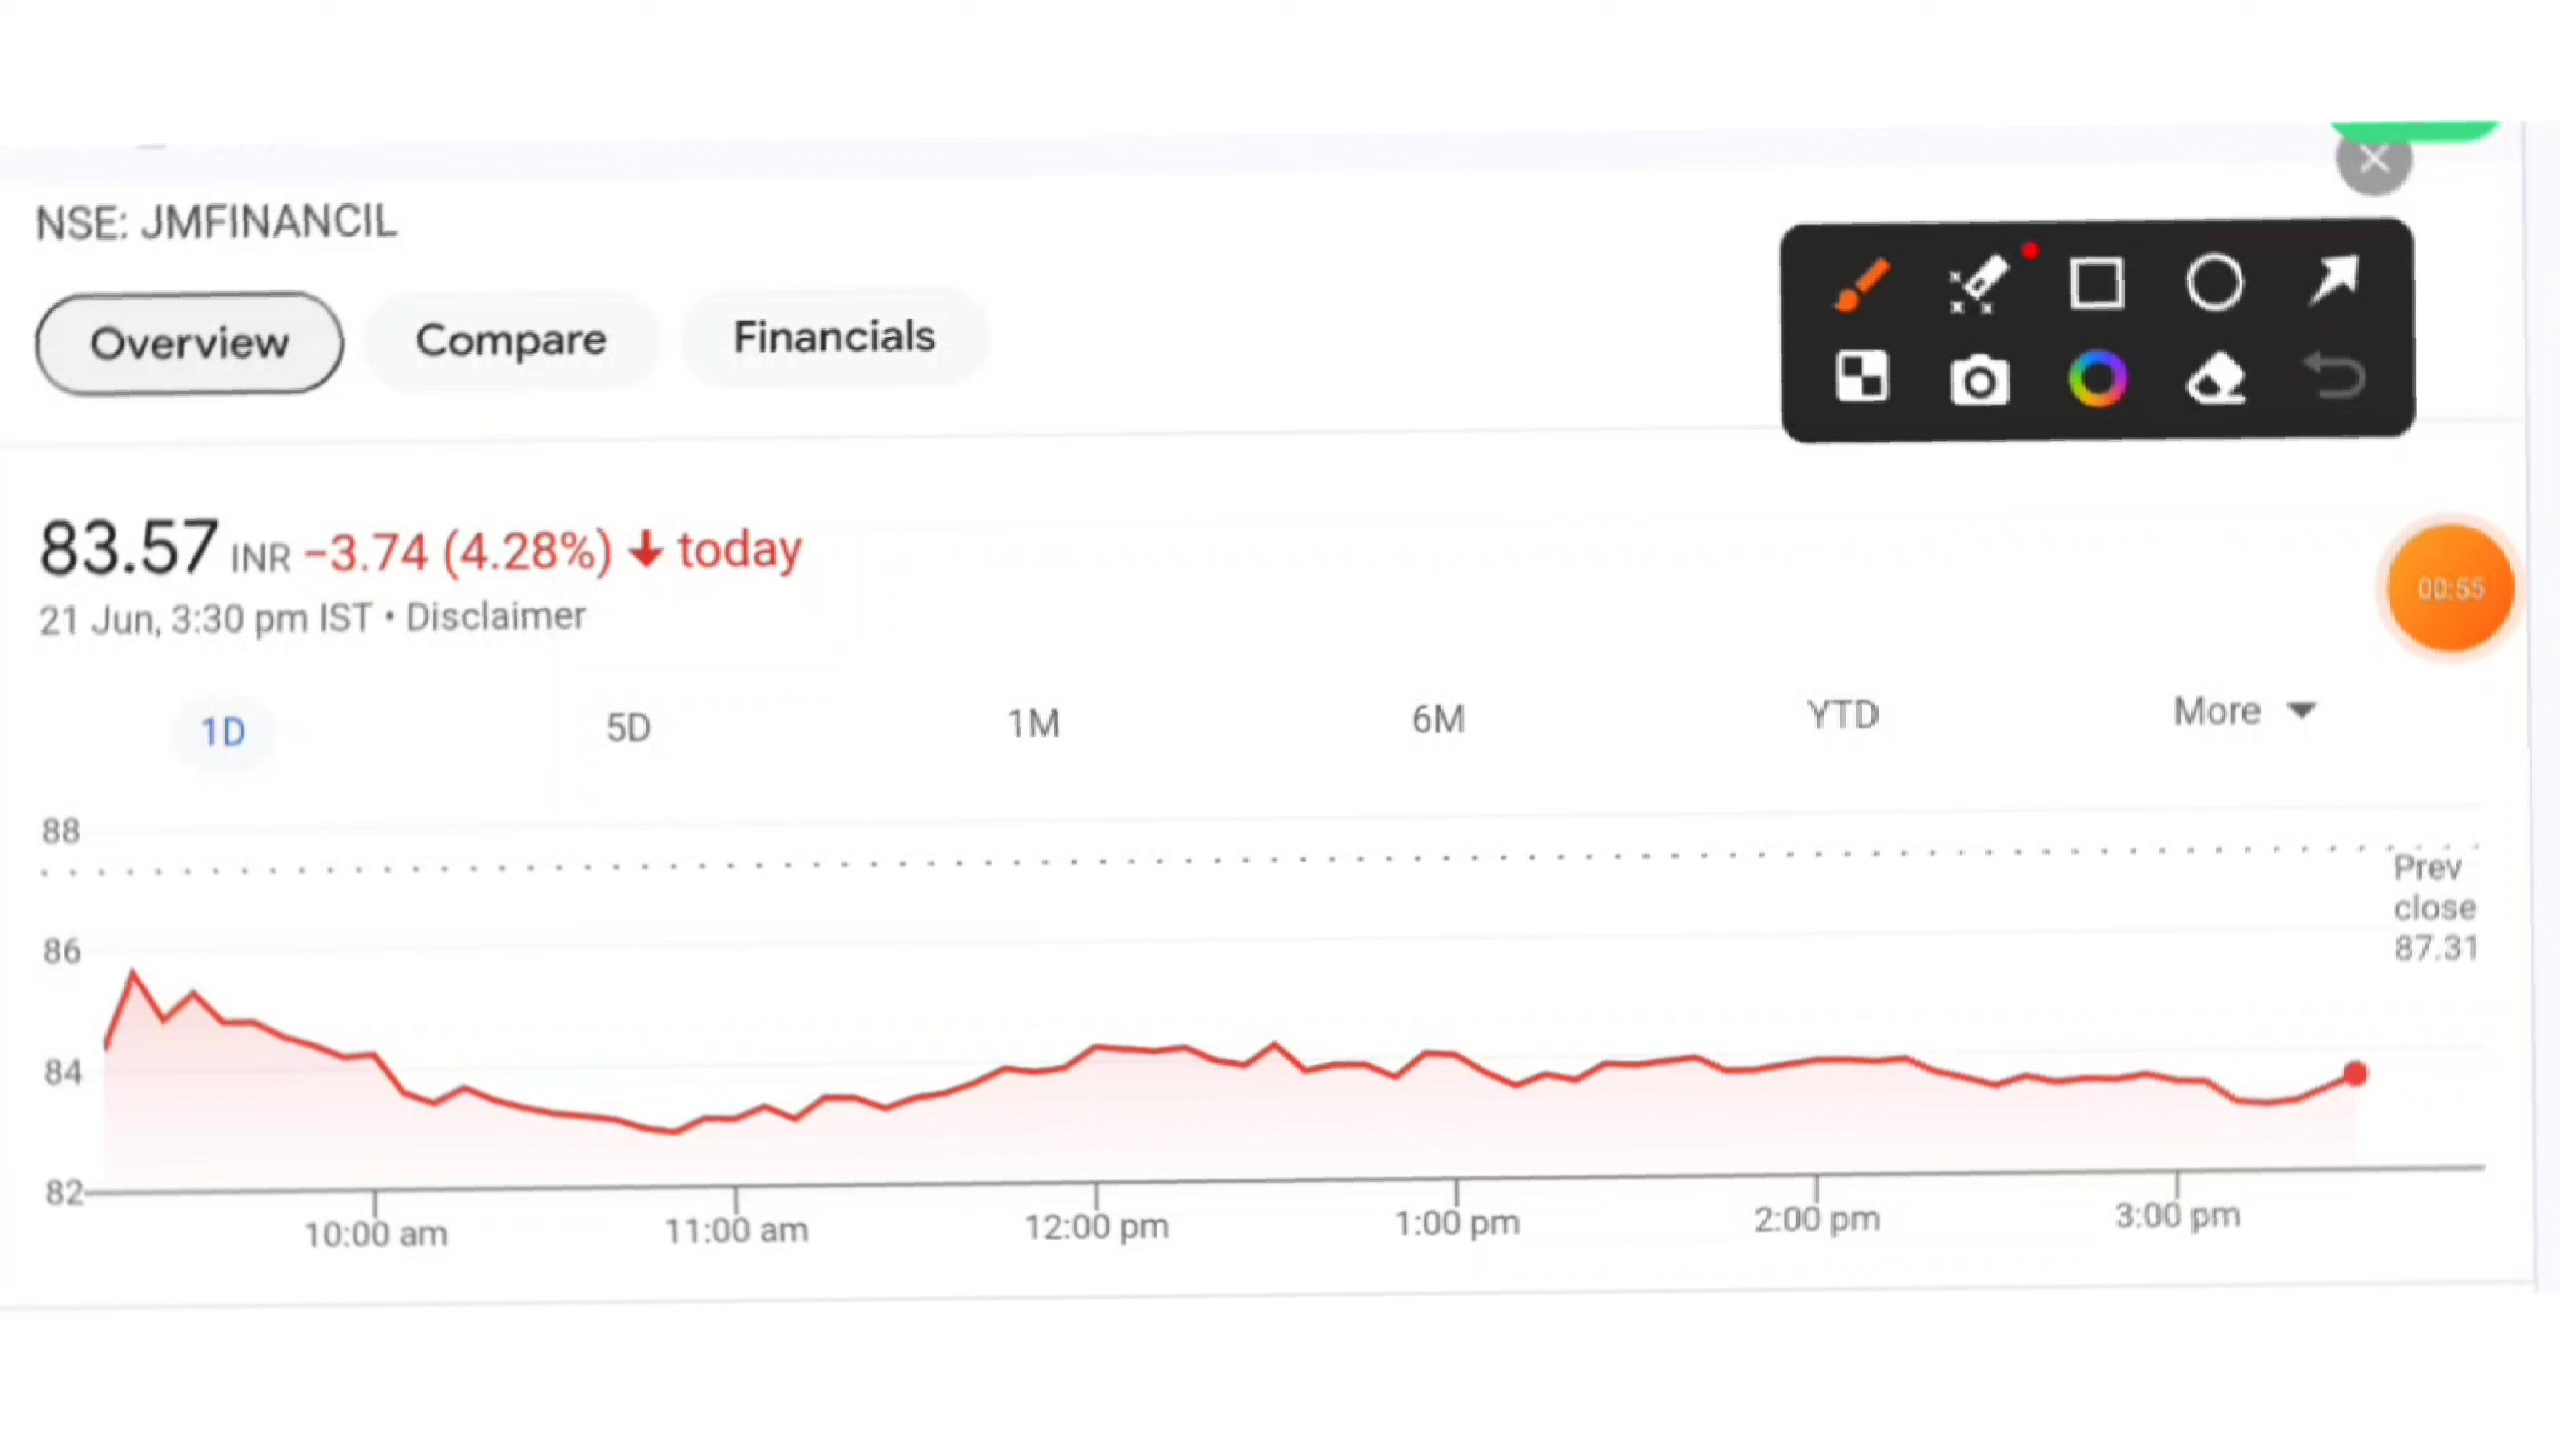 NSE: JMFINANCIL
Overview Compare Financials
83.57 INR −3.74 (4.28%) ↓ today
21 Jun, 3:30 pm IST • Disclaimer
00:55
1D 5D 1M 6M YTD More
88
Prev
close
87.31
86
84
82
10:00 am 11:00 am 12:00 pm 1:00 pm 2:00 pm 3:00 pm